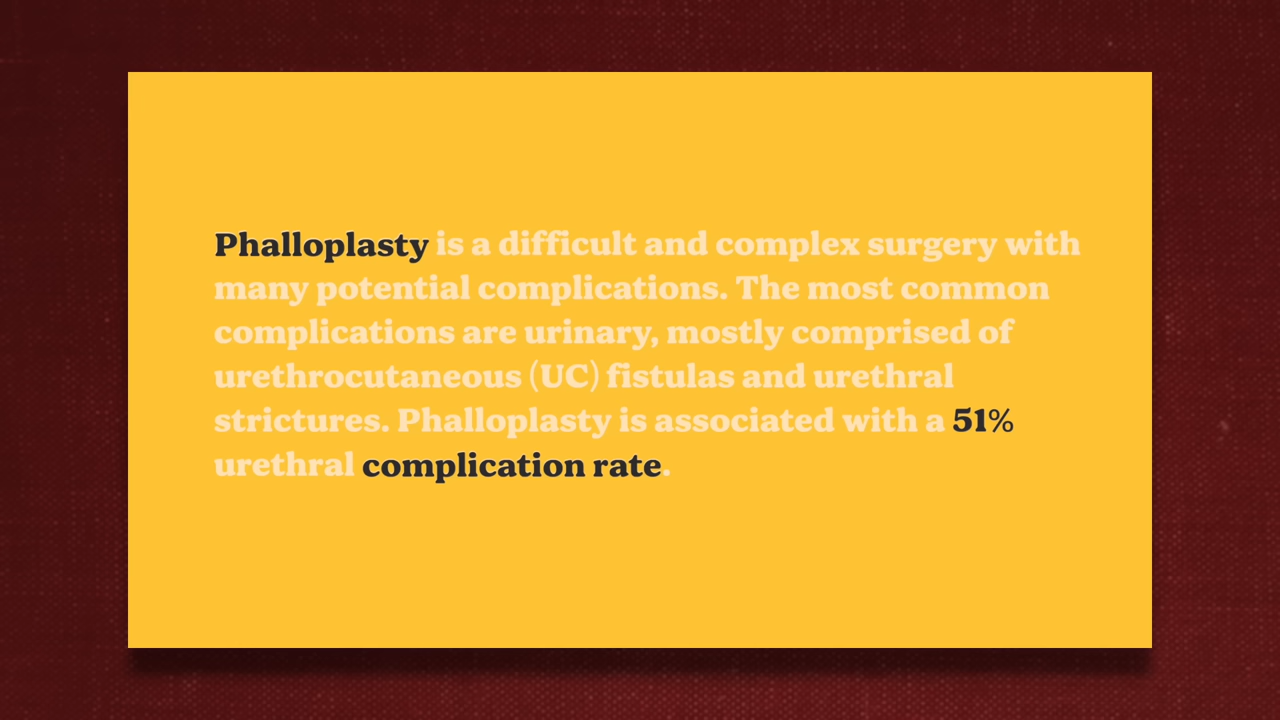 Phalloplasty is a difficult and complex surgery with
many potential complications. The most common
complications are urinary, mostly comprised of
urethrocutaneous (UC) fistulas and urethral
strictures. Phalloplasty is associated with a 51%
urethral complication rate.